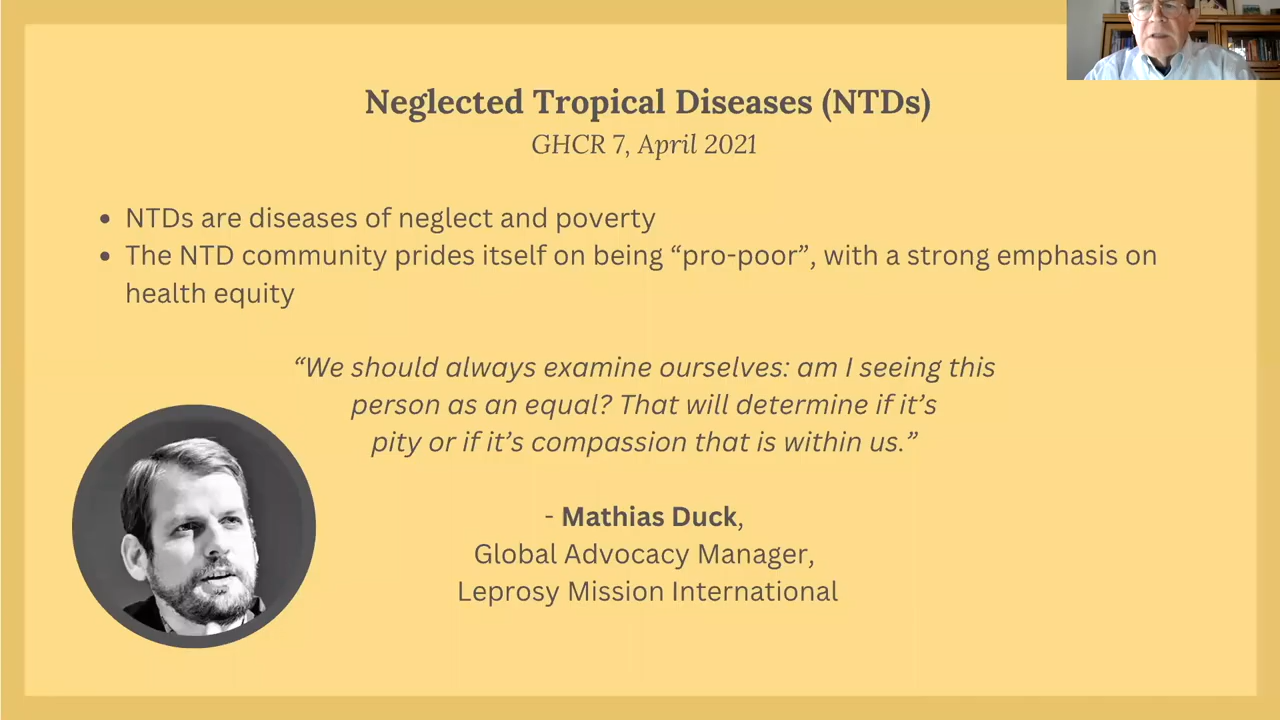 Neglected Tropical Diseases (NTDs)
GHCR 7, April 2021
• NTDs are diseases of neglect and poverty
• The NTD community prides itself on being “pro-poor”, with a strong emphasis on
health equity
“We should always examine ourselves: am I seeing this
person as an equal? That will determine if it’s
pity or if it’s compassion that is within us.”
- Mathias Duck,
Global Advocacy Manager,
Leprosy Mission International